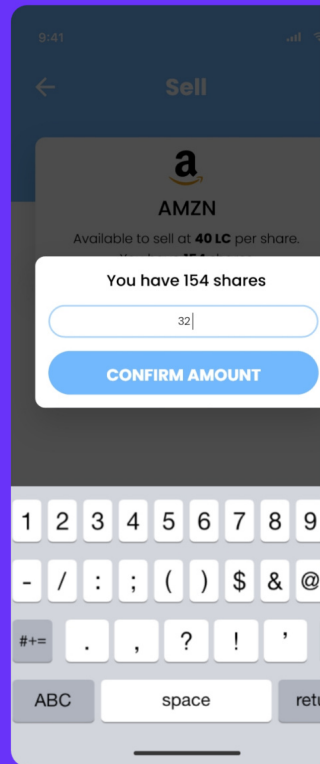 9:41
Sell
a
AMZN
Available to sell at 40 LC per share.
You have 154 shares
32
CONFIRM AMOUNT
1 2 3 4 5 6 7 8 9
- / : ; ( ) $ & @
#+= . , ? ! ’
ABC space